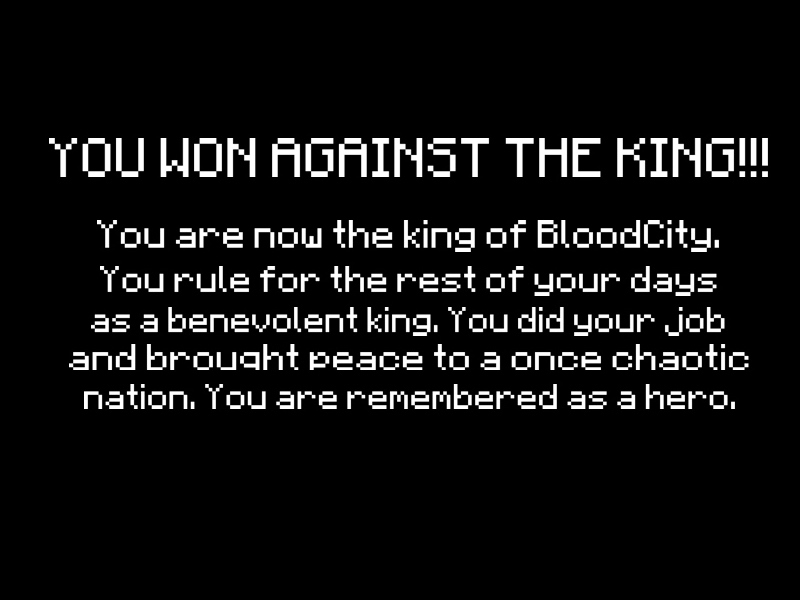 YOU WON AGAINST THE KING!!!
You are now the king of BloodCity.
You rule for the rest of your days
as a benevolent king. You did your job
and brought peace to a once chaotic
nation. You are remembered as a hero.